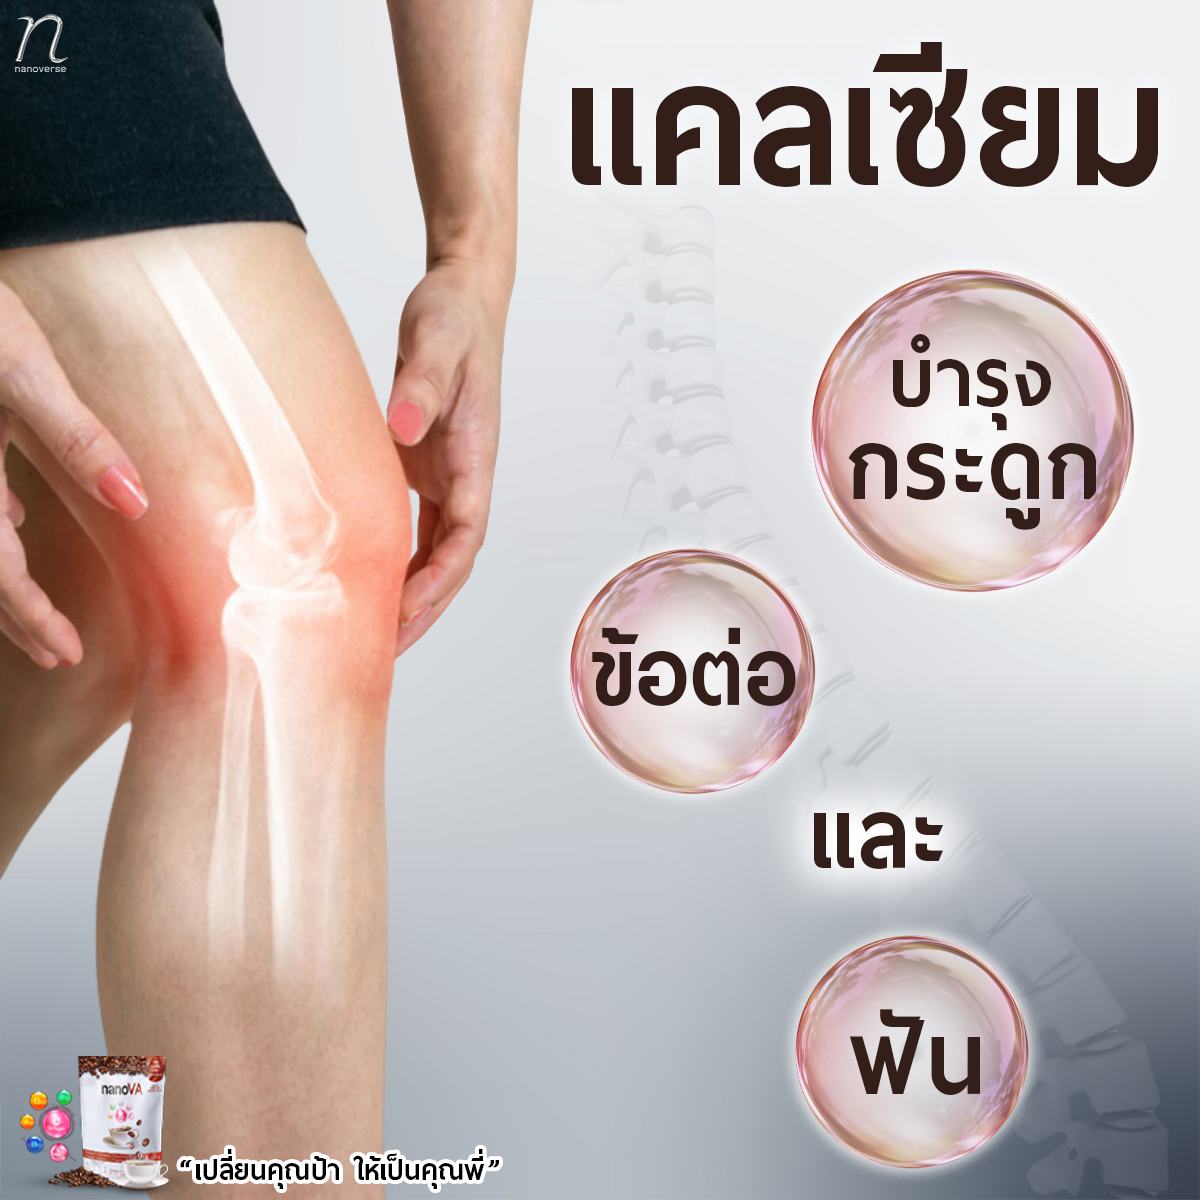 n
nanoverse
แคลเซียม
บำรุง
กระดูก
ข้อต่อ
และ
ฟัน
nanoVA
“เปลี่ยนคุณป้า ให้เป็นคุณพี่”